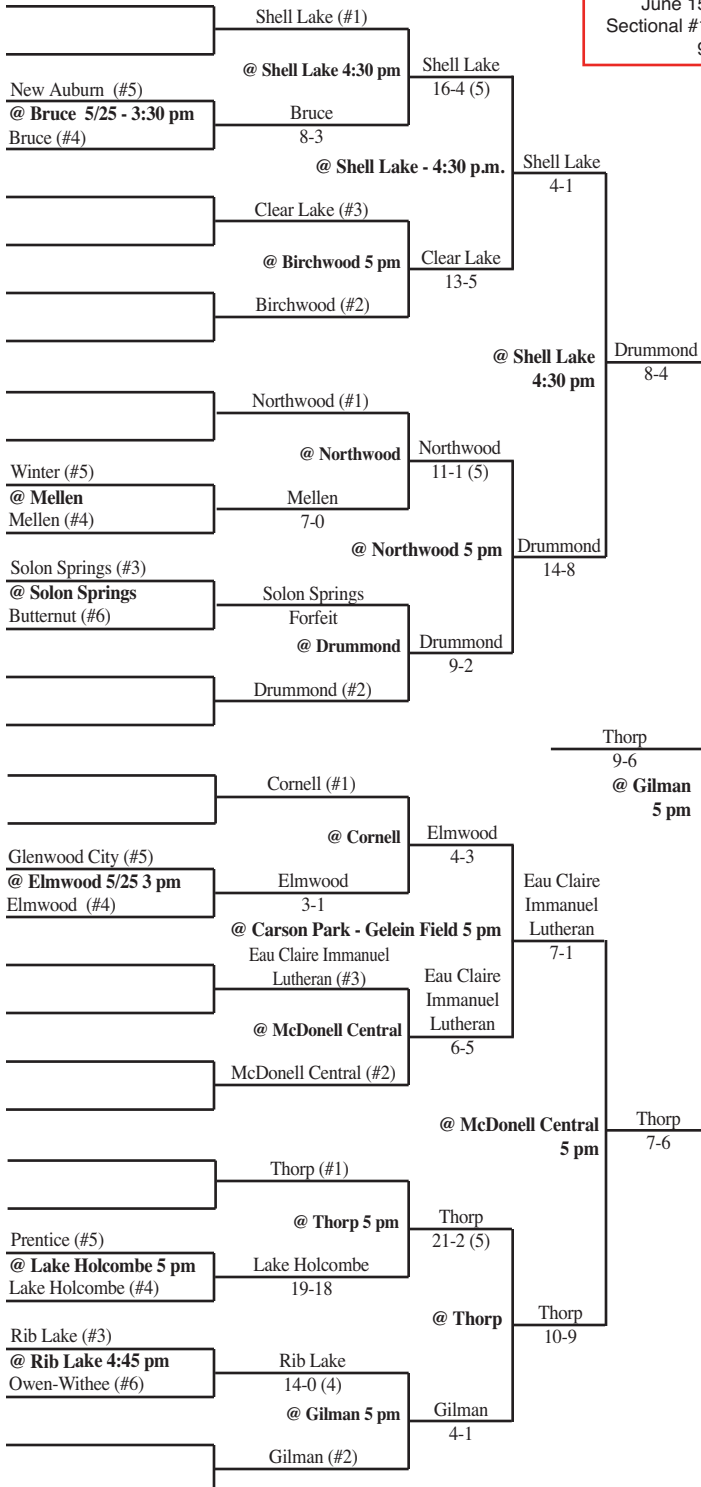 June 15
Sectional #1
9
Shell Lake (#1)
@ Shell Lake 4:30 pm
Shell Lake
16-4 (5)
New Auburn (#5)
@ Bruce 5/25 - 3:30 pm
Bruce (#4)
Bruce
8-3
@ Shell Lake - 4:30 p.m.
Shell Lake
4-1
Clear Lake (#3)
@ Birchwood 5 pm
Clear Lake
13-5
Birchwood (#2)
@ Shell Lake
4:30 pm
Drummond
8-4
Northwood (#1)
@ Northwood
Northwood
11-1 (5)
Winter (#5)
@ Mellen
Mellen (#4)
Mellen
7-0
@ Northwood 5 pm
Drummond
14-8
Solon Springs (#3)
@ Solon Springs
Butternut (#6)
Solon Springs
Forfeit
@ Drummond
Drummond
9-2
Drummond (#2)
Thorp
9-6
@ Gilman
5 pm
Cornell (#1)
@ Cornell
Elmwood
4-3
Glenwood City (#5)
@ Elmwood 5/25 3 pm
Elmwood (#4)
Elmwood
3-1
@ Carson Park - Gelein Field 5 pm
Eau Claire
Immanuel
Lutheran
7-1
Eau Claire Immanuel
Lutheran (#3)
@ McDonell Central
Eau Claire
Immanuel
Lutheran
6-5
McDonell Central (#2)
@ McDonell Central
5 pm
Thorp
7-6
Thorp (#1)
@ Thorp 5 pm
Thorp
21-2 (5)
Prentice (#5)
@ Lake Holcombe 5 pm
Lake Holcombe (#4)
Lake Holcombe
19-18
@ Thorp
Thorp
10-9
Rib Lake (#3)
@ Rib Lake 4:45 pm
Owen-Withee (#6)
Rib Lake
14-0 (4)
@ Gilman 5 pm
Gilman
4-1
Gilman (#2)